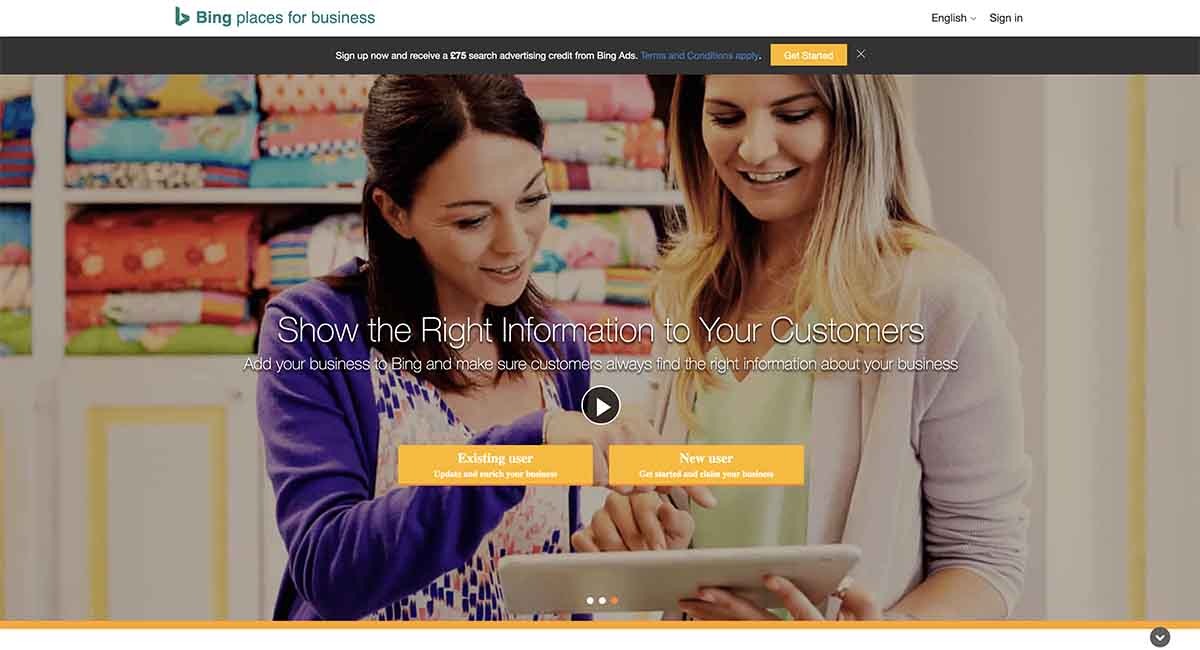 Bing places for business
English
Sign in
Sign up now and receive a £75 search advertising credit from Bing Ads. Terms and Conditions apply.
Get Started
Show the Right Information to Your Customers
Add your business to Bing and make sure customers always find the right information about your business
Existing user
Update and enrich your business
New user
Get started and claim your business